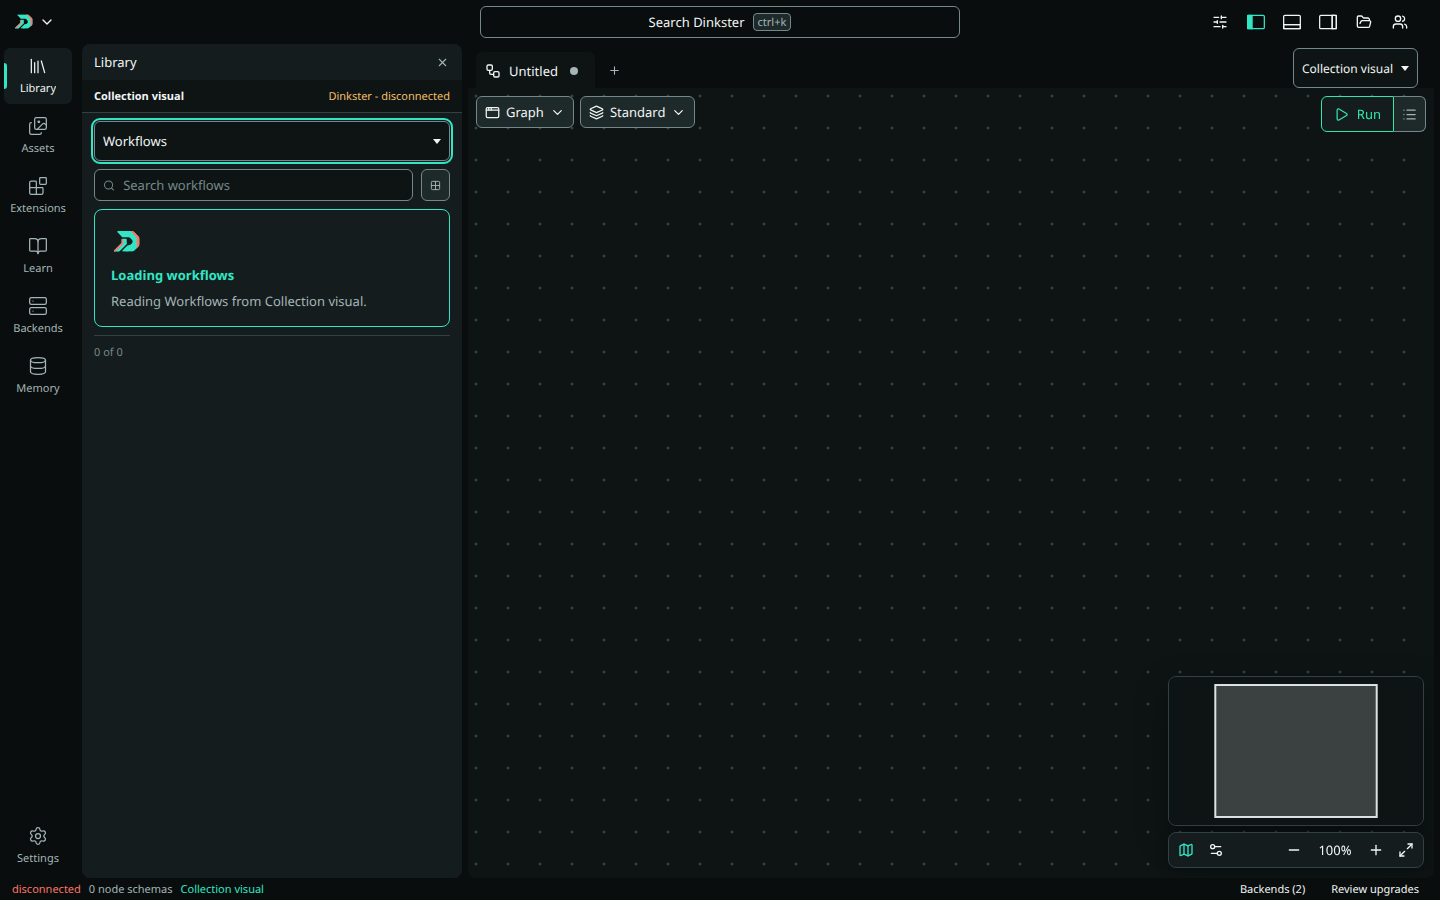 Search Dinkster ctrl+k
Library
Assets
Extensions
Learn
Backends
Memory
Settings
Library
Collection visual
Dinkster - disconnected
Workflows
Search workflows
Loading workflows
Reading Workflows from Collection visual.
0 of 0
Untitled
Collection visual
Graph
Standard
Run
100%
disconnected 0 node schemas Collection visual
Backends (2) Review upgrades